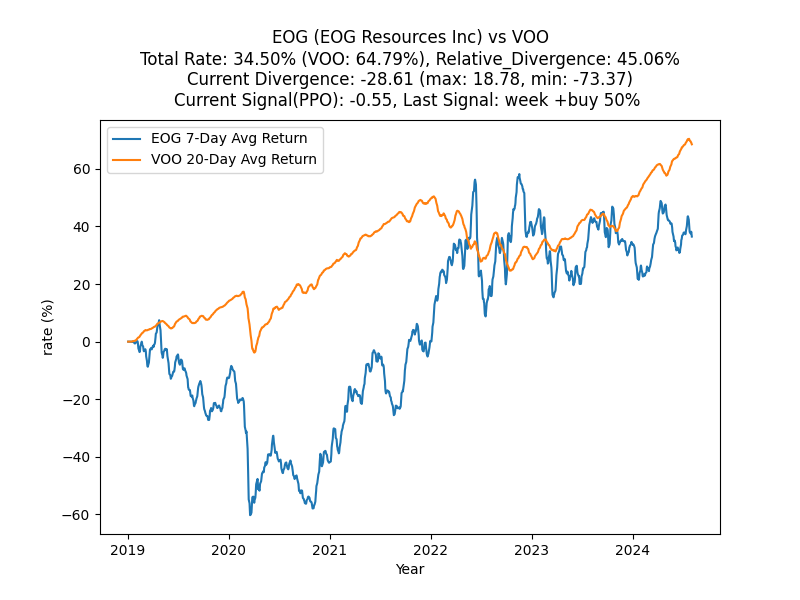 EOG (EOG Resources Inc) vs VOO
Total Rate: 34.50% (VOO: 64.79%), Relative_Divergence: 45.06%
Current Divergence: -28.61 (max: 18.78, min: -73.37)
Current Signal(PPO): -0.55, Last Signal: week +buy 50%
EOG 7-Day Avg Return
VOO 20-Day Avg Return
60
40
20
0
−20
−40
−60
rate (%)
2019 2020 2021 2022 2023 2024
Year